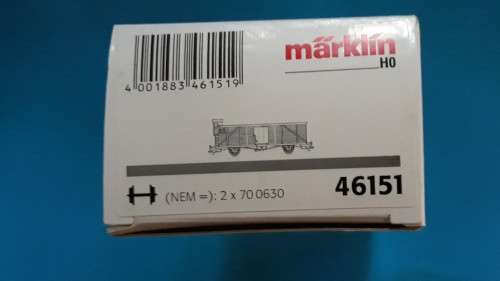 märklin
H0
4 001883 461519
(NEM =): 2 x 70 0630
46151